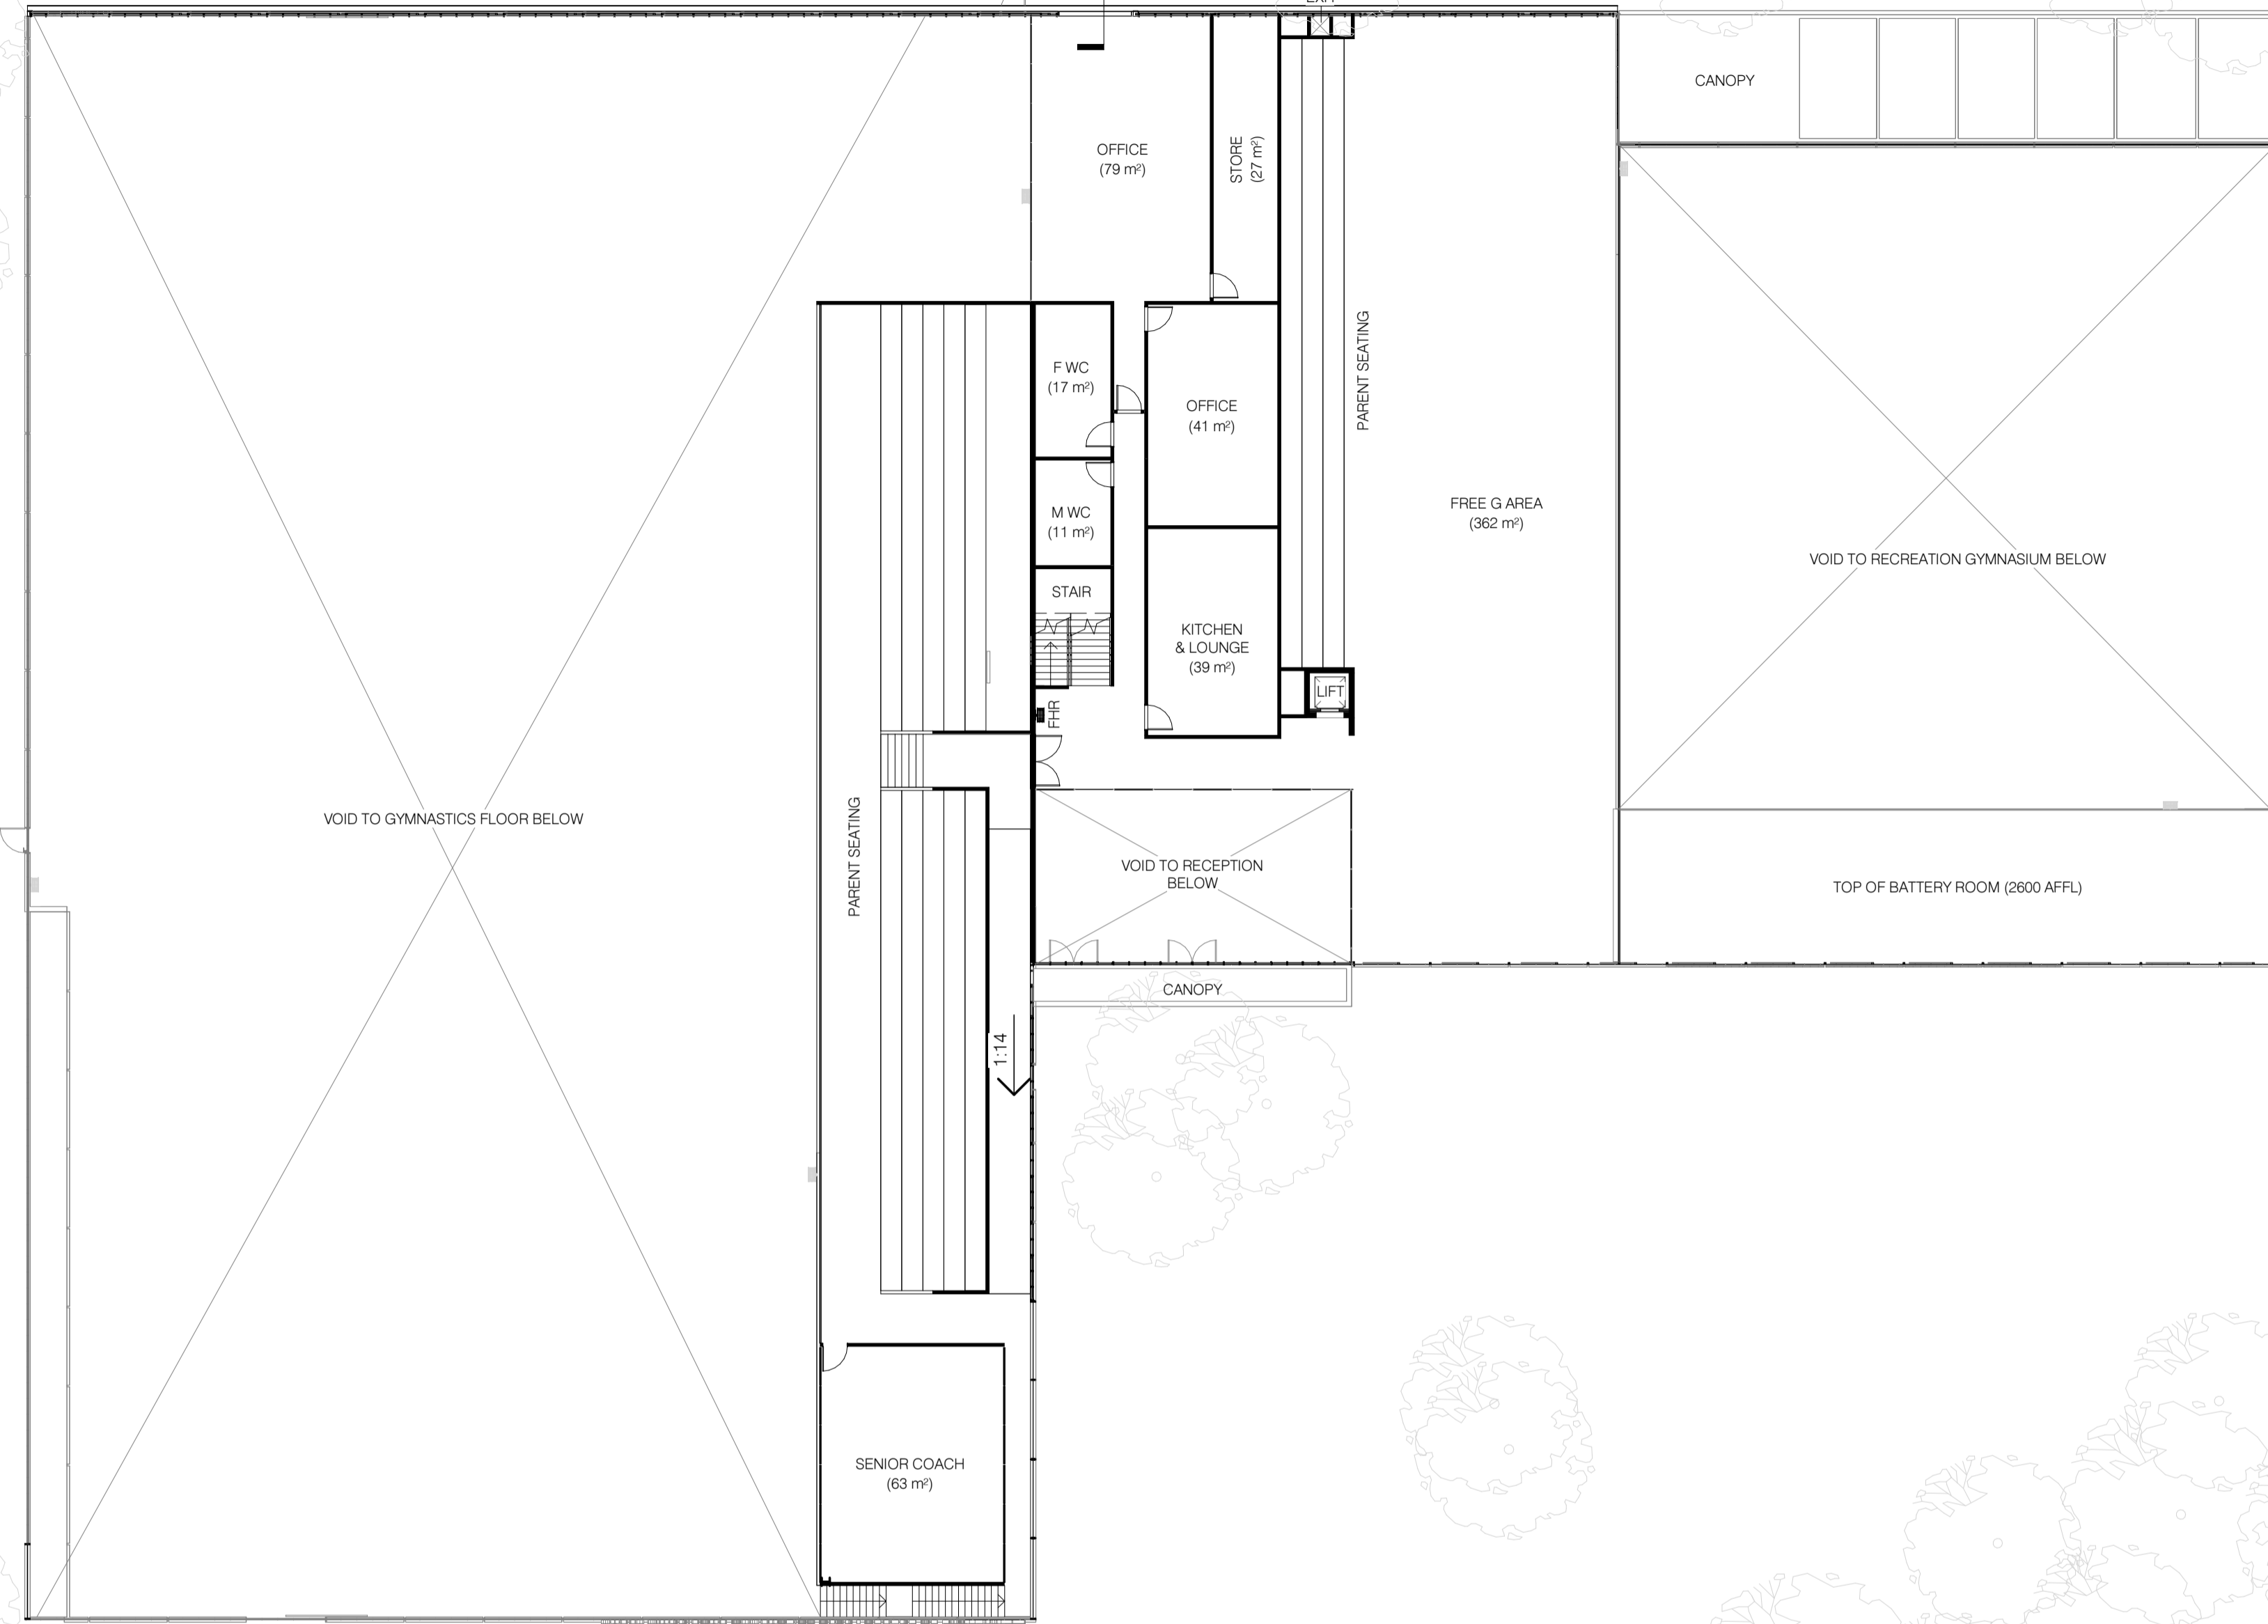 EXIT
CANOPY
OFFICE
(79 m²)
STORE
(27 m²)
PARENT SEATING
F WC
(17 m²)
OFFICE
(41 m²)
M WC
(11 m²)
FREE G AREA
(362 m²)
VOID TO RECREATION GYMNASIUM BELOW
STAIR
KITCHEN
& LOUNGE
(39 m²)
LIFT
FHR
VOID TO GYMNASTICS FLOOR BELOW
PARENT SEATING
VOID TO RECEPTION
BELOW
TOP OF BATTERY ROOM (2600 AFFL)
CANOPY
1:14
SENIOR COACH
(63 m²)